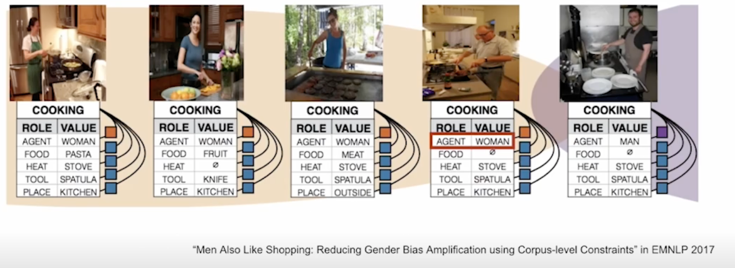 COOKING
ROLE VALUE
AGENT WOMAN
FOOD PASTA
HEAT STOVE
TOOL SPATULA
PLACE KITCHEN
COOKING
ROLE VALUE
AGENT WOMAN
FOOD FRUIT
HEAT ∅
TOOL KNIFE
PLACE KITCHEN
COOKING
ROLE VALUE
AGENT WOMAN
FOOD MEAT
HEAT STOVE
TOOL SPATULA
PLACE OUTSIDE
COOKING
ROLE VALUE
AGENT WOMAN
FOOD ∅
HEAT STOVE
TOOL SPATULA
PLACE KITCHEN
COOKING
ROLE VALUE
AGENT MAN
FOOD ∅
HEAT STOVE
TOOL SPATULA
PLACE KITCHEN
“Men Also Like Shopping: Reducing Gender Bias Amplification using Corpus-level Constraints” in EMNLP 2017